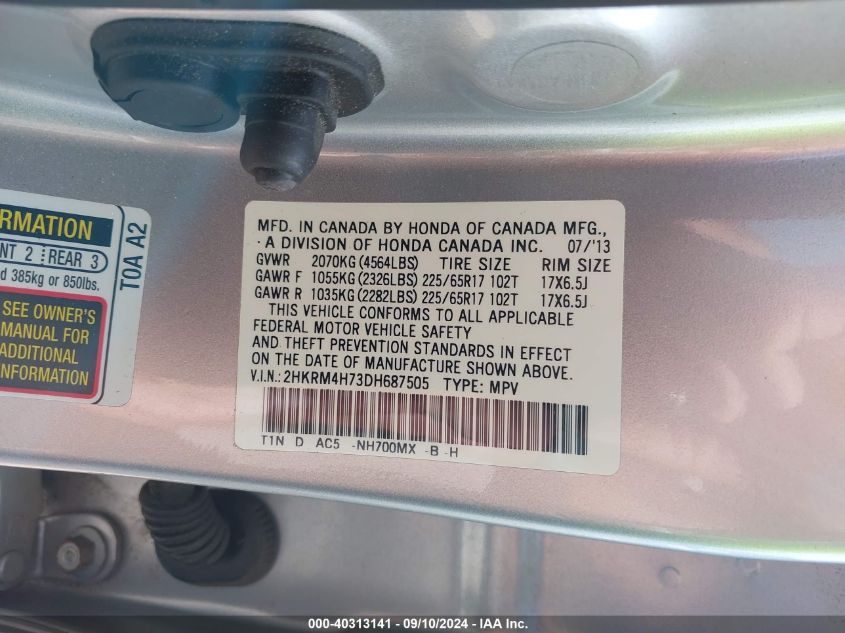 MFD. IN CANADA BY HONDA OF CANADA MFG.,
A DIVISION OF HONDA CANADA INC. 07/'13
GVWR 2070KG (4564LBS) TIRE SIZE RIM SIZE
GAWR F 1055KG (2326LBS) 225/65R17 102T 17X6.5J
GAWR R 1035KG (2282LBS) 225/65R17 102T 17X6.5J
THIS VEHICLE CONFORMS TO ALL APPLICABLE
FEDERAL MOTOR VEHICLE SAFETY
AND THEFT PREVENTION STANDARDS IN EFFECT
ON THE DATE OF MANUFACTURE SHOWN ABOVE.
V.I.N.: 2HKRM4H73DH687505 TYPE: MPV
T1N D AC5 -NH700MX -B -H
ORMATION
NT 2 REAR 3
d 385kg or 850lbs.
SEE OWNER'S
MANUAL FOR
ADDITIONAL
INFORMATION
T0A A2
000-40313141 - 09/10/2024 - IAA Inc.